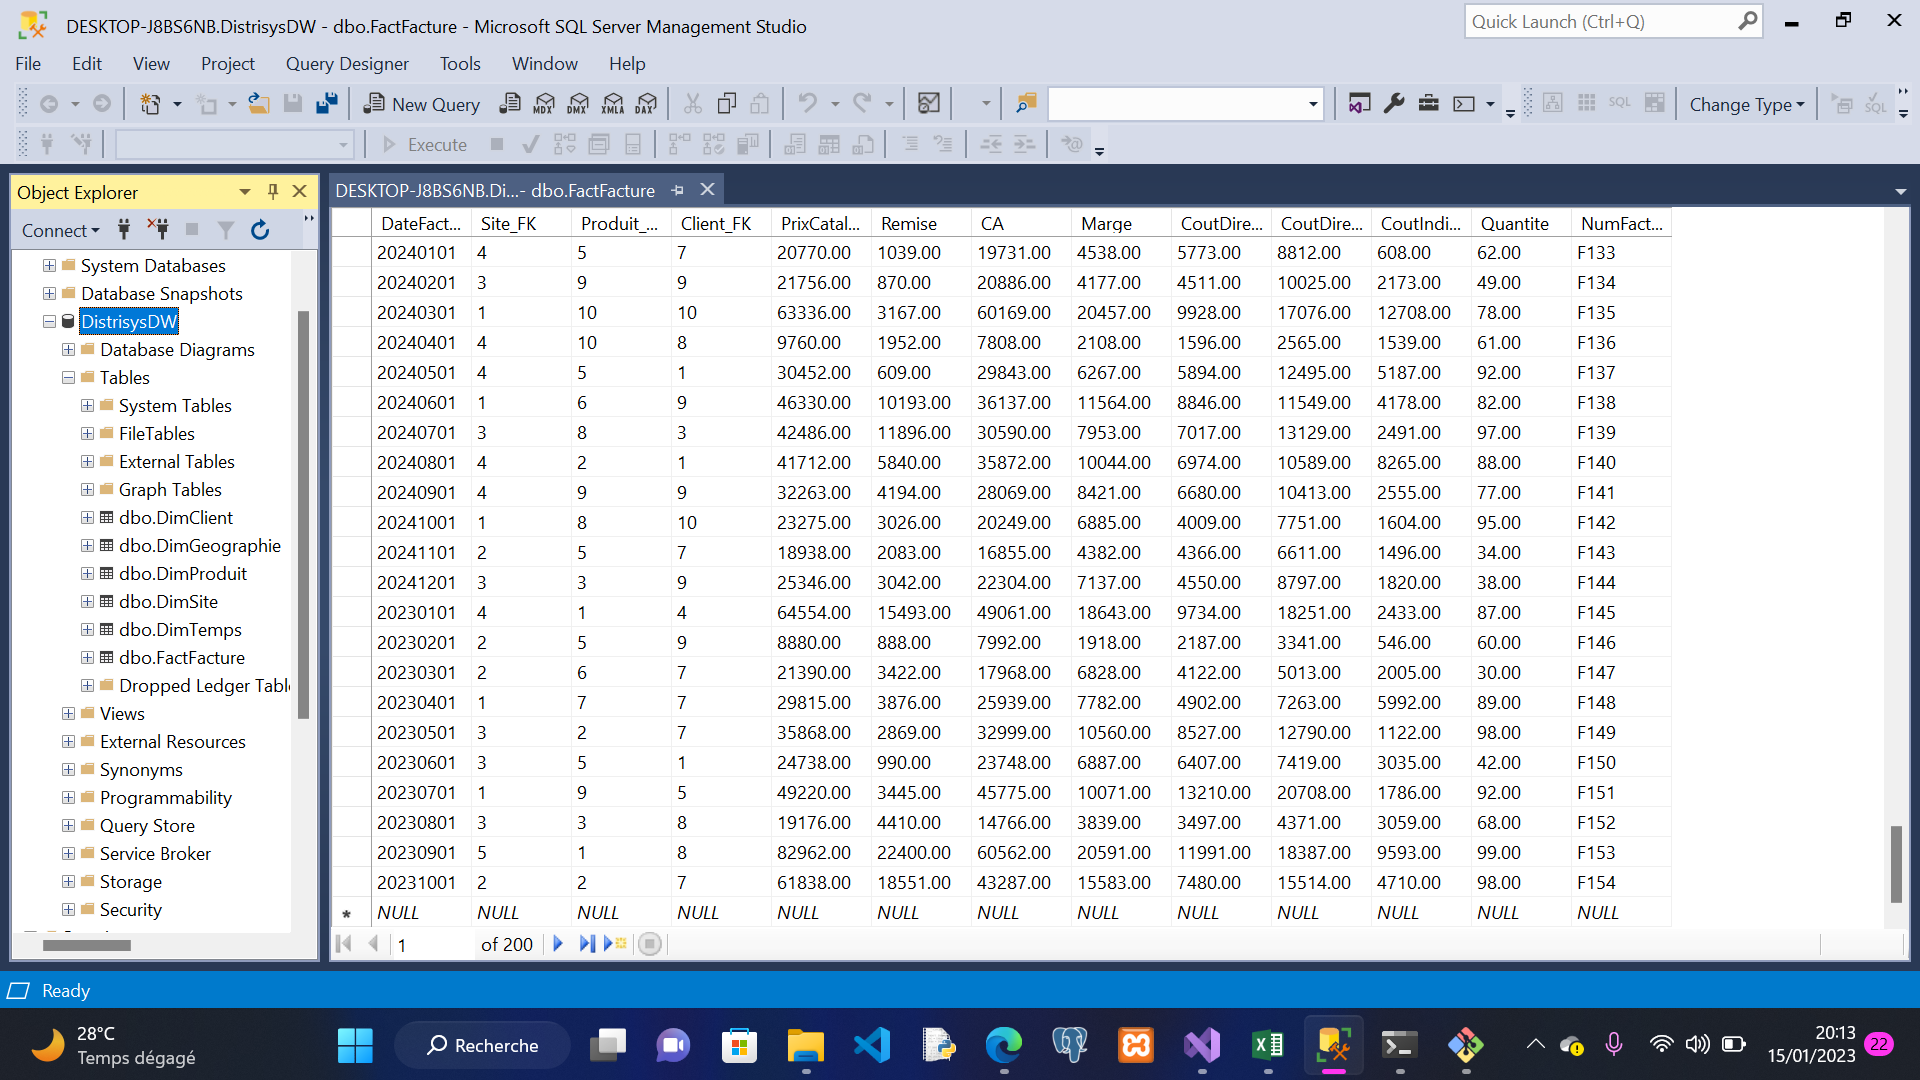 DESKTOP-J8BS6NB.DistrisysDW - dbo.FactFacture - Microsoft SQL Server Management Studio
Quick Launch (Ctrl+Q)
File Edit View Project Query Designer Tools Window Help
New Query MDX DMX XMLA DAX SQL Change Type SQL
Execute
Object Explorer
DESKTOP-J8BS6NB.Di...- dbo.FactFacture
Connect
System Databases
Database Snapshots
DistrisysDW
Database Diagrams
Tables
System Tables
FileTables
External Tables
Graph Tables
dbo.DimClient
dbo.DimGeographie
dbo.DimProduit
dbo.DimSite
dbo.DimTemps
dbo.FactFacture
Dropped Ledger Tabl
Views
External Resources
Synonyms
Programmability
Query Store
Service Broker
Storage
Security
DateFact... Site_FK Produit_... Client_FK PrixCatal... Remise CA Marge CoutDire... CoutDire... CoutIndi... Quantite NumFact...
20240101 4 5 7 20770.00 1039.00 19731.00 4538.00 5773.00 8812.00 608.00 62.00 F133
20240201 3 9 9 21756.00 870.00 20886.00 4177.00 4511.00 10025.00 2173.00 49.00 F134
20240301 1 10 10 63336.00 3167.00 60169.00 20457.00 9928.00 17076.00 12708.00 78.00 F135
20240401 4 10 8 9760.00 1952.00 7808.00 2108.00 1596.00 2565.00 1539.00 61.00 F136
20240501 4 5 1 30452.00 609.00 29843.00 6267.00 5894.00 12495.00 5187.00 92.00 F137
20240601 1 6 9 46330.00 10193.00 36137.00 11564.00 8846.00 11549.00 4178.00 82.00 F138
20240701 3 8 3 42486.00 11896.00 30590.00 7953.00 7017.00 13129.00 2491.00 97.00 F139
20240801 4 2 1 41712.00 5840.00 35872.00 10044.00 6974.00 10589.00 8265.00 88.00 F140
20240901 4 9 9 32263.00 4194.00 28069.00 8421.00 6680.00 10413.00 2555.00 77.00 F141
20241001 1 8 10 23275.00 3026.00 20249.00 6885.00 4009.00 7751.00 1604.00 95.00 F142
20241101 2 5 7 18938.00 2083.00 16855.00 4382.00 4366.00 6611.00 1496.00 34.00 F143
20241201 3 3 9 25346.00 3042.00 22304.00 7137.00 4550.00 8797.00 1820.00 38.00 F144
20230101 4 1 4 64554.00 15493.00 49061.00 18643.00 9734.00 18251.00 2433.00 87.00 F145
20230201 2 5 9 8880.00 888.00 7992.00 1918.00 2187.00 3341.00 546.00 60.00 F146
20230301 2 6 7 21390.00 3422.00 17968.00 6828.00 4122.00 5013.00 2005.00 30.00 F147
20230401 1 7 7 29815.00 3876.00 25939.00 7782.00 4902.00 7263.00 5992.00 89.00 F148
20230501 3 2 7 35868.00 2869.00 32999.00 10560.00 8527.00 12790.00 1122.00 98.00 F149
20230601 3 5 1 24738.00 990.00 23748.00 6887.00 6407.00 7419.00 3035.00 42.00 F150
20230701 1 9 5 49220.00 3445.00 45775.00 10071.00 13210.00 20708.00 1786.00 92.00 F151
20230801 3 3 8 19176.00 4410.00 14766.00 3839.00 3497.00 4371.00 3059.00 68.00 F152
20230901 5 1 8 82962.00 22400.00 60562.00 20591.00 11991.00 18387.00 9593.00 99.00 F153
20231001 2 2 7 61838.00 18551.00 43287.00 15583.00 7480.00 15514.00 4710.00 98.00 F154
* NULL NULL NULL NULL NULL NULL NULL NULL NULL NULL NULL NULL NULL
1 of 200
Ready
28°C
Temps dégagé
Recherche
20:13
15/01/2023
22